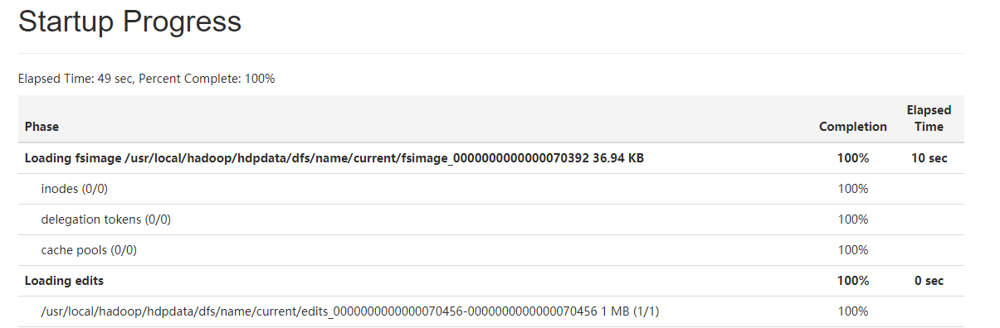 Startup Progress
Elapsed Time: 49 sec, Percent Complete: 100%
Phase Completion Elapsed Time
Loading fsimage /usr/local/hadoop/hdpdata/dfs/name/current/fsimage_0000000000000070392 36.94 KB 100% 10 sec
inodes (0/0) 100%
delegation tokens (0/0) 100%
cache pools (0/0) 100%
Loading edits 100% 0 sec
/usr/local/hadoop/hdpdata/dfs/name/current/edits_0000000000000070456-0000000000000070456 1 MB (1/1) 100%